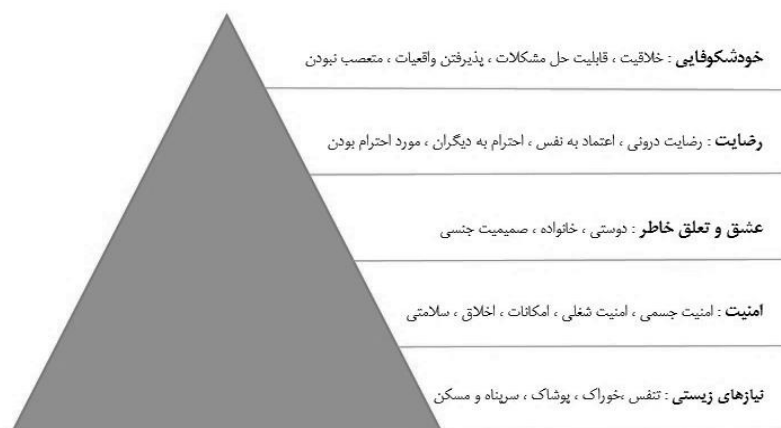 خودشکوفایی : خلاقیت ، قابلیت حل مشکلات ، پذیرفتن واقعیات ، متعصب نبودن
رضایت : رضایت درونی ، اعتماد به نفس ، احترام به دیگران ، مورد احترام بودن
عشق و تعلق خاطر : دوستی ، خانواده ، صمیمیت جنسی
امنیت : امنیت جسمی ، امنیت شغلی ، امکانات ، اخلاق ، سلامتی
نیازهای زیستی : تنفس ،خوراک ، پوشاک ، سرپناه و مسکن